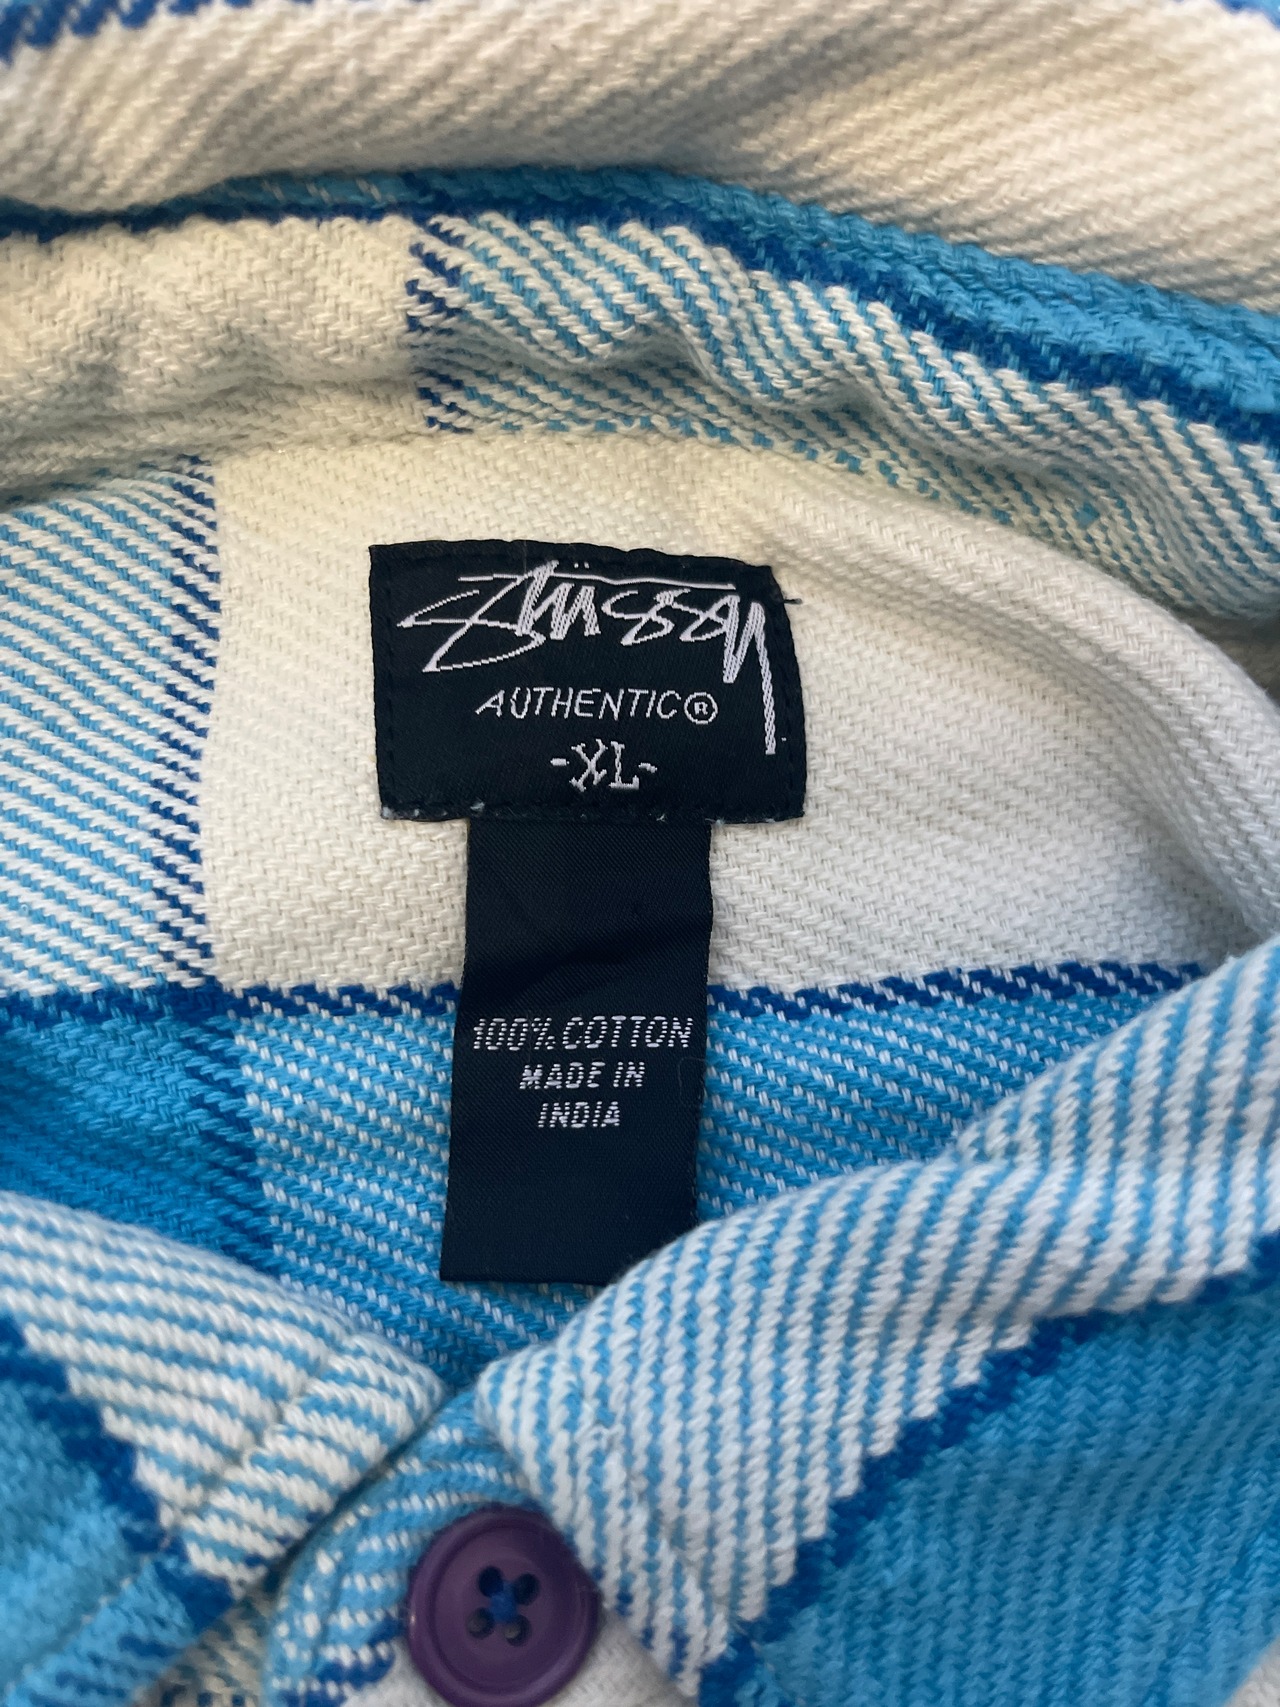 Stüssy
AUTHENTIC®
-XL-
100% COTTON
MADE IN
INDIA